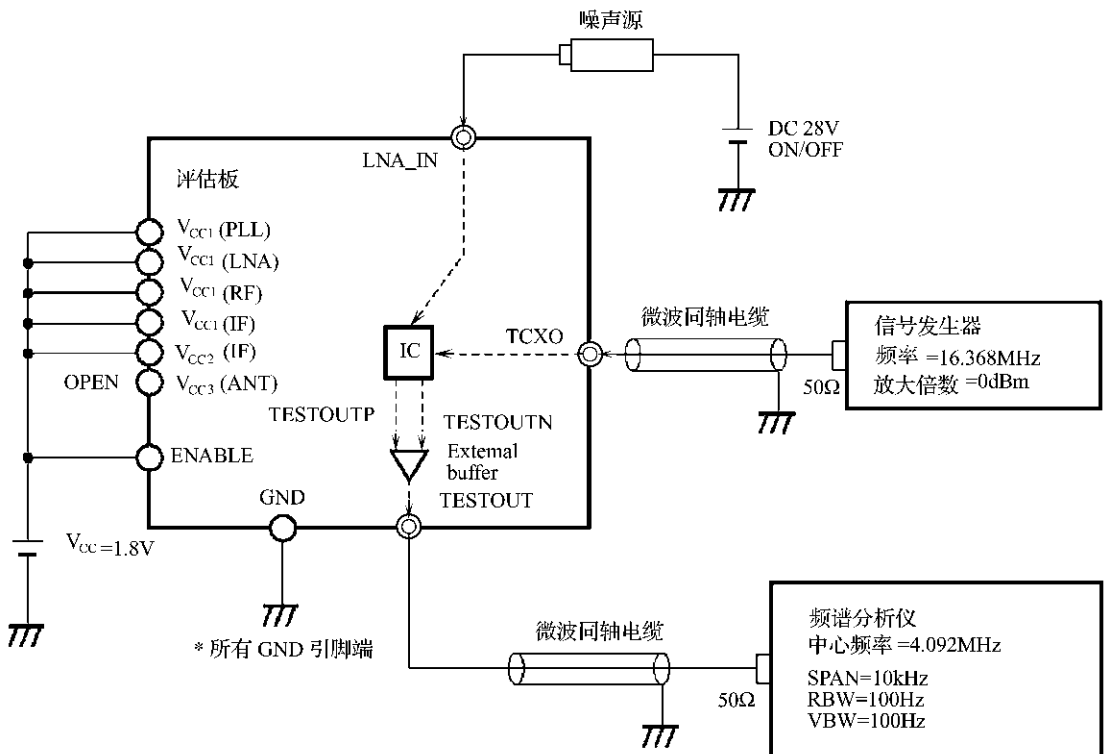 噪声源
DC 28V
ON/OFF
LNA_IN
评估板
VCC1 (PLL)
VCC1 (LNA)
VCC1 (RF)
VCC1 (IF)
VCC2 (IF)
OPEN
VCC3 (ANT)
IC
TCXO
微波同轴电缆
50Ω
信号发生器
频率 =16.368MHz
放大倍数 =0dBm
TESTOUTP
TESTOUTN
External
buffer
ENABLE
TESTOUT
GND
VCC =1.8V
* 所有 GND 引脚端
微波同轴电缆
50Ω
频谱分析仪
中心频率 =4.092MHz
SPAN=10kHz
RBW=100Hz
VBW=100Hz